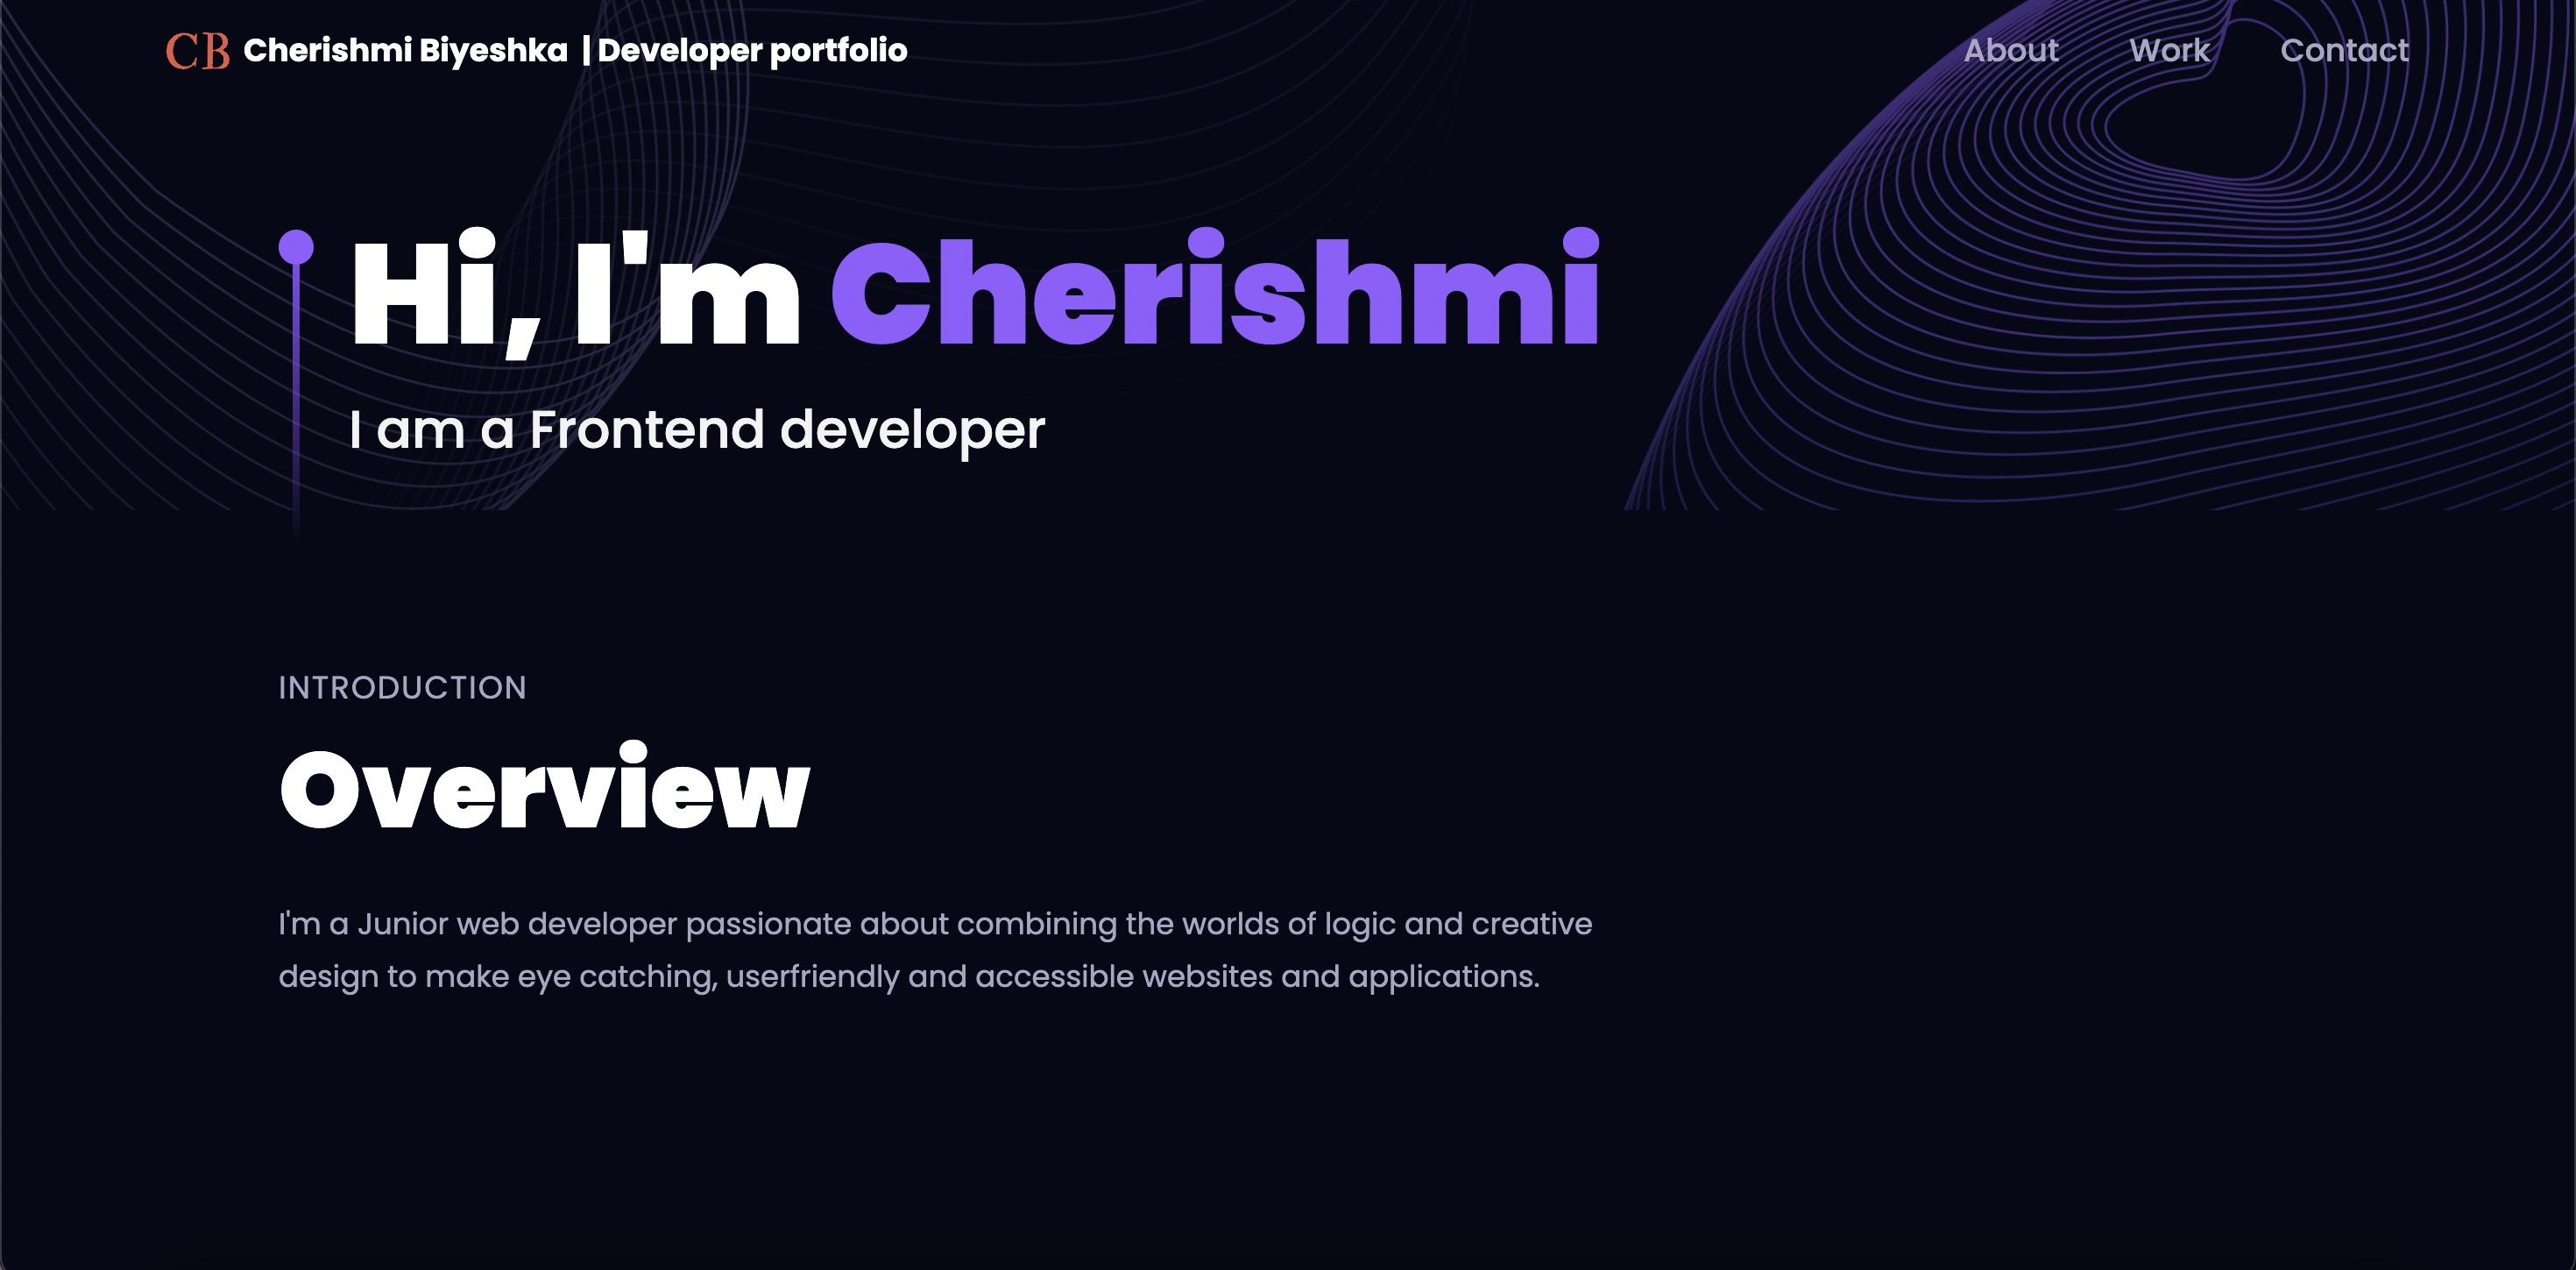 CB Cherishmi Biyeshka | Developer portfolio
About Work Contact
Hi, I'm Cherishmi
I am a Frontend developer
INTRODUCTION
Overview
I'm a Junior web developer passionate about combining the worlds of logic and creative
design to make eye catching, userfriendly and accessible websites and applications.